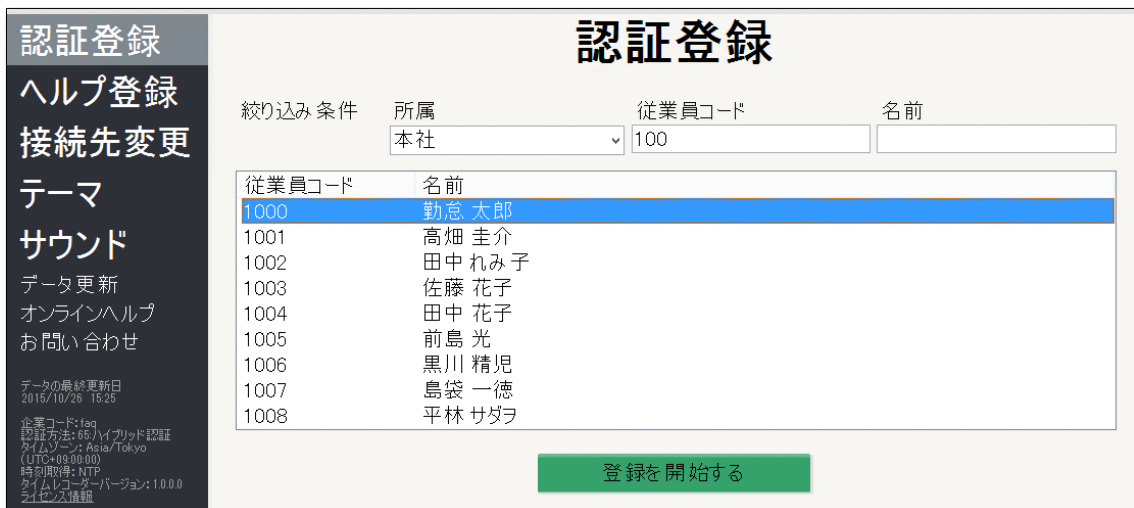 認証登録
ヘルプ登録
接続先変更
テーマ
サウンド
データ更新
オンラインヘルプ
お問い合わせ
データの最終更新日
2015/10/26 15:25
企業コード:faq
認証方法:65:ハイブリッド認証
タイムゾーン: Asia/Tokyo
(UTC+09:00:00)
時刻取得: NTP
タイムレコーダーバージョン: 1.0.0.0
ライセンス情報
認証登録
絞り込み条件 所属 従業員コード 名前
本社 100
従業員コード 名前
1000 勤怠 太郎
1001 高畑 圭介
1002 田中 れみ子
1003 佐藤 花子
1004 田中 花子
1005 前島 光
1006 黒川 精児
1007 島袋 一徳
1008 平林 サダヲ
登録を開始する